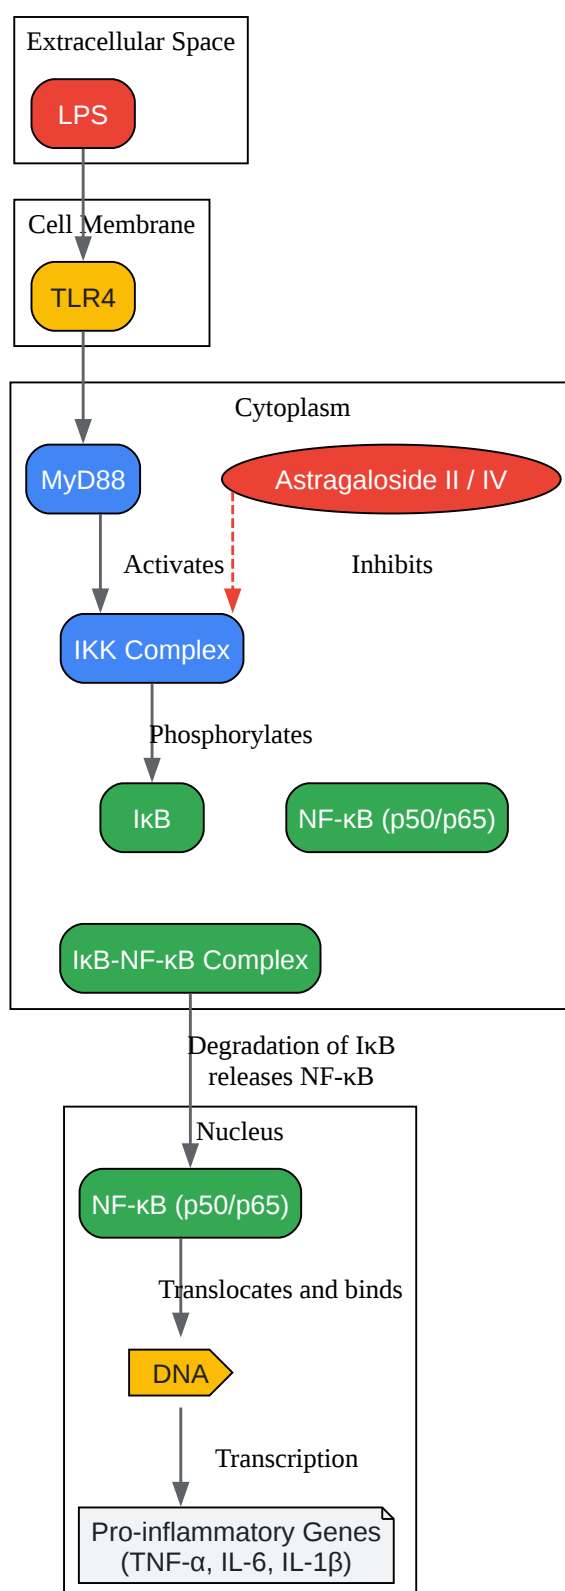 Extracellular Space
LPS
Cell Membrane
TLR4
Cytoplasm
MyD88
Astragaloside II / IV
Activates
Inhibits
IKK Complex
Phosphorylates
IκB
NF-κB (p50/p65)
IκB-NF-κB Complex
Degradation of IκB
releases NF-κB
Nucleus
NF-κB (p50/p65)
Translocates and binds
DNA
Transcription
Pro-inflammatory Genes
(TNF-α, IL-6, IL-1β)